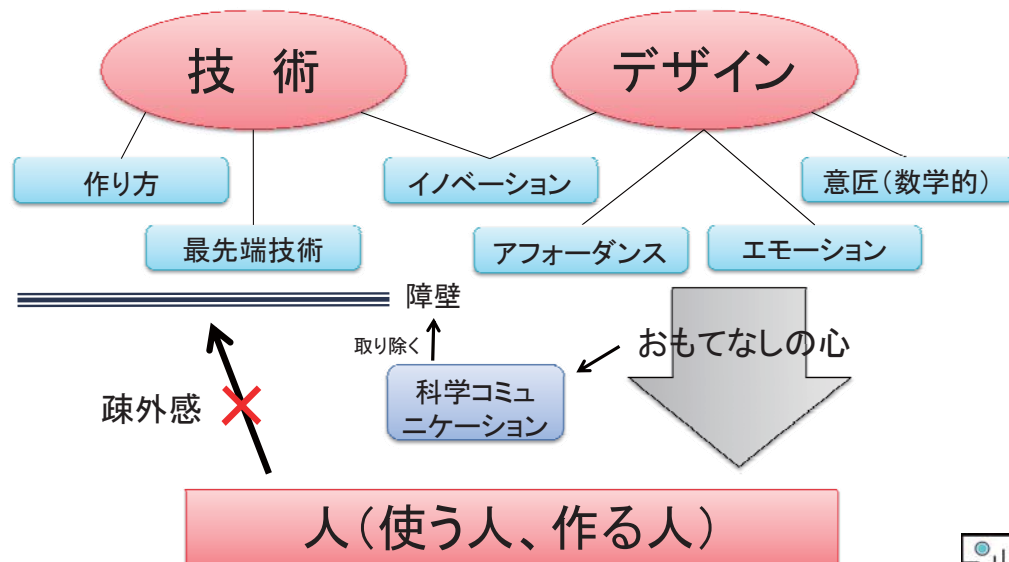 技 術
デザイン
作り方
イノベーション
意匠(数学的)
最先端技術
アフォーダンス
エモーション
障壁
取り除く
おもてなしの心
科学コミュ
ニケーション
疎外感
人(使う人、作る人)